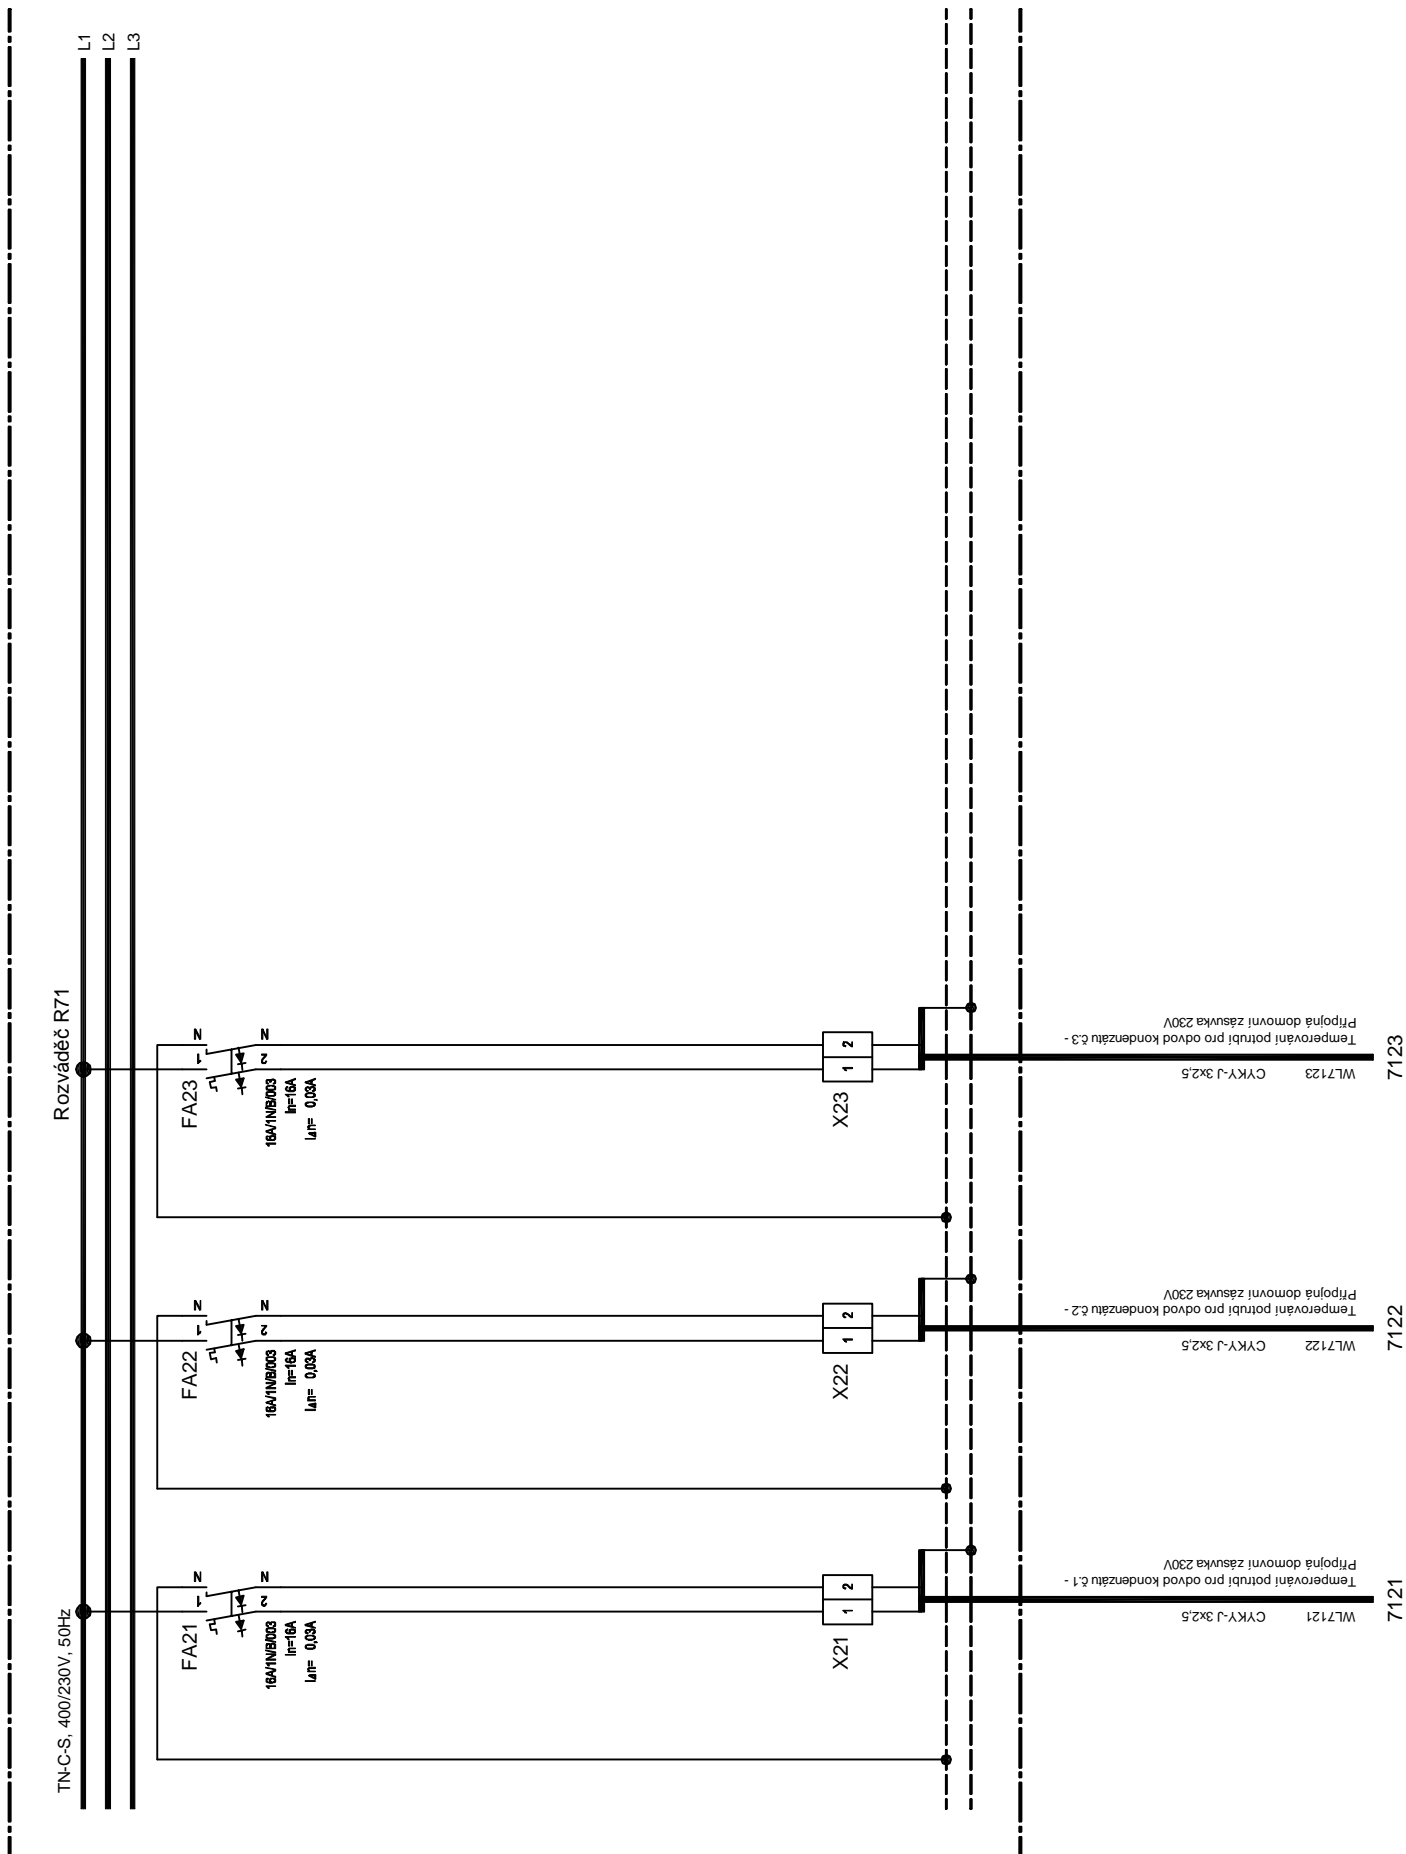 TN-C-S, 400/230V, 50Hz
Rozváděč R71
L1
L2
L3
FA21
1
N
2
N
16A/1N/B/003
In=16A
IΔn= 0,03A
FA22
1
N
2
N
16A/1N/B/003
In=16A
IΔn= 0,03A
FA23
1
N
2
N
16A/1N/B/003
In=16A
IΔn= 0,03A
X21
1 2
X22
1 2
X23
1 2
WL7121 CYKY-J 3x2,5
Temperování potrubí pro odvod kondenzátu č.1 -
Přípojná domovní zásuvka 230V
7121
WL7122 CYKY-J 3x2,5
Temperování potrubí pro odvod kondenzátu č.2 -
Přípojná domovní zásuvka 230V
7122
WL7123 CYKY-J 3x2,5
Temperování potrubí pro odvod kondenzátu č.3 -
Přípojná domovní zásuvka 230V
7123